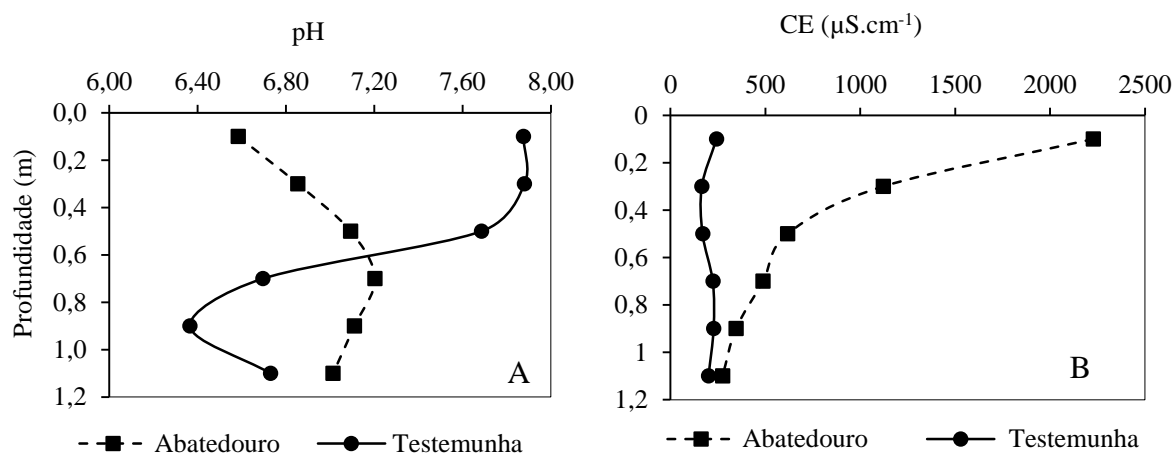 pH
6,00 6,40 6,80 7,20 7,60 8,00
0,0
0,2
0,4
0,6
0,8
1,0
1,2
Profundidade (m)
A
Abatedouro Testemunha
CE (µS.cm-1)
0 500 1000 1500 2000 2500
0
0,2
0,4
0,6
0,8
1
1,2
B
Abatedouro Testemunha